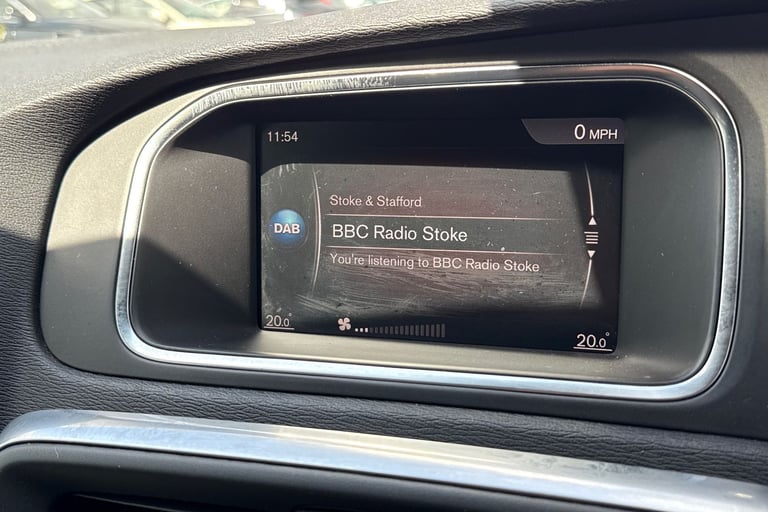 11:54
0 MPH
Stoke & Stafford
DAB
BBC Radio Stoke
You're listening to BBC Radio Stoke
20.0°
20.0°